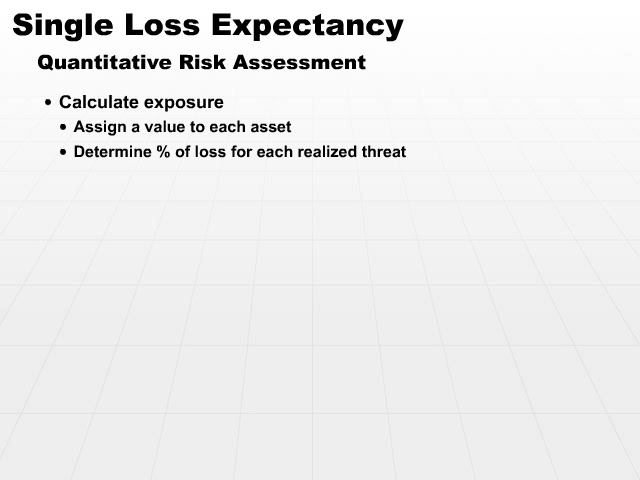 Single Loss Expectancy
Quantitative Risk Assessment
• Calculate exposure
• Assign a value to each asset
• Determine % of loss for each realized threat